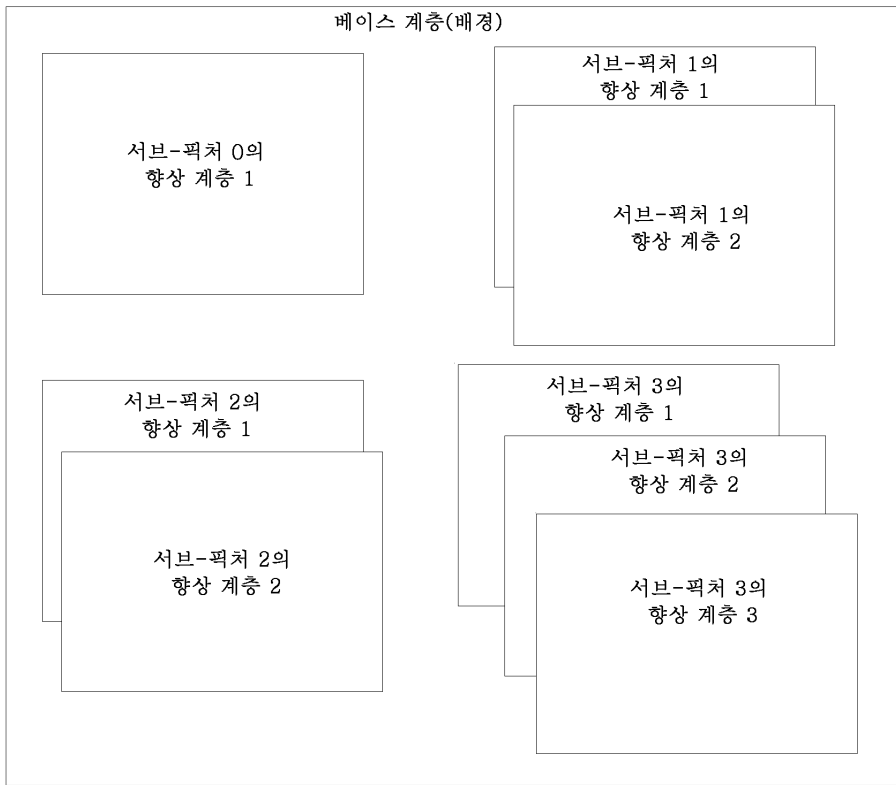 베이스 계층(배경)
서브-픽처 0의
향상 계층 1
서브-픽처 1의
향상 계층 1
서브-픽처 1의
향상 계층 2
서브-픽처 2의
향상 계층 1
서브-픽처 2의
향상 계층 2
서브-픽처 3의
향상 계층 1
서브-픽처 3의
향상 계층 2
서브-픽처 3의
향상 계층 3